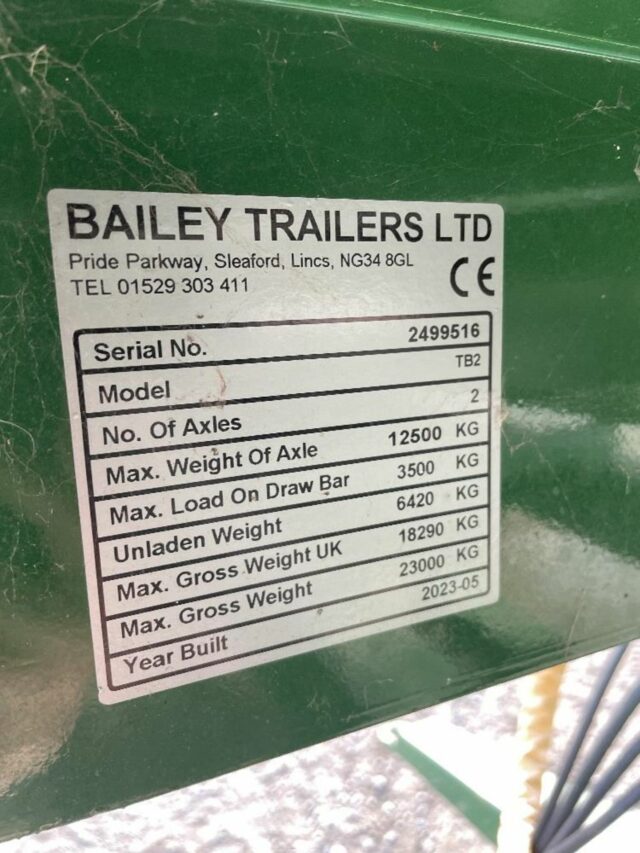 BAILEY TRAILERS LTD
Pride Parkway, Sleaford, Lincs, NG34 8GL
TEL 01529 303 411
CE
Serial No. 2499516
Model TB2
No. Of Axles 2
Max. Weight Of Axle 12500 KG
Max. Load On Draw Bar 3500 KG
Unladen Weight 6420 KG
Max. Gross Weight UK 18290 KG
Max. Gross Weight 23000 KG
Year Built 2023-05